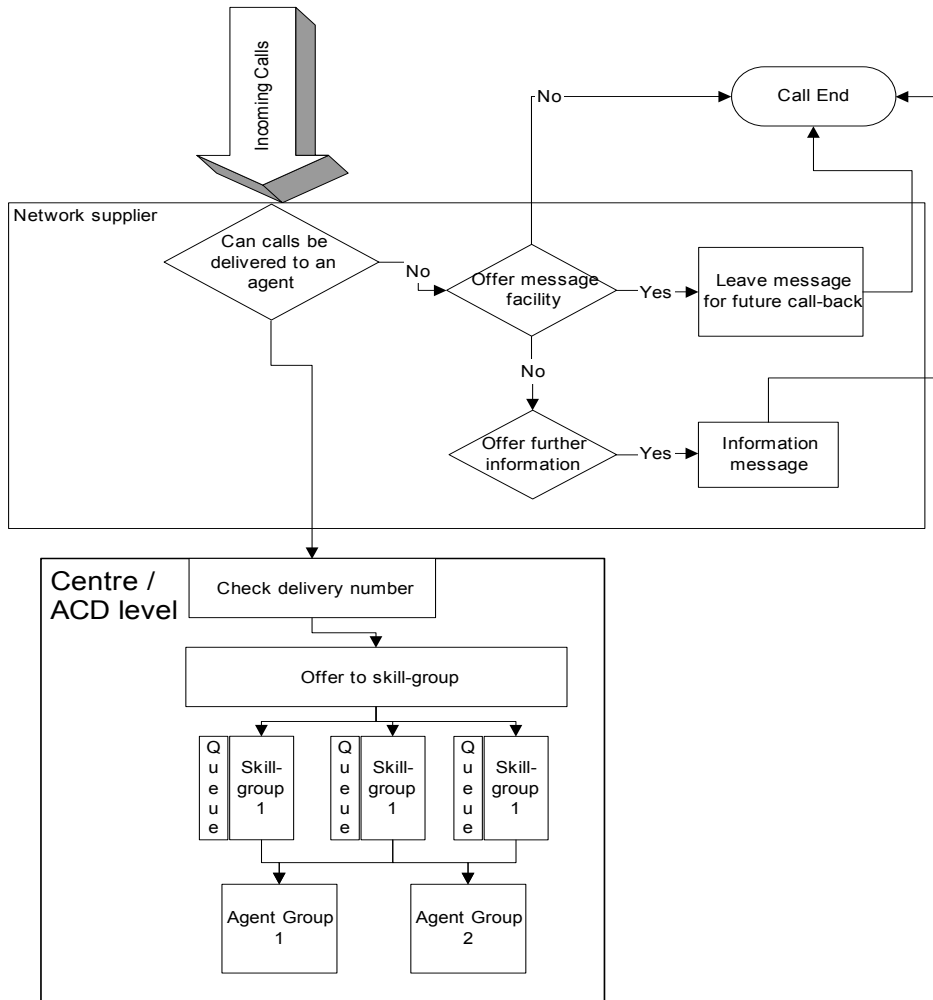 Incoming Calls
No
Call End
Network supplier
Can calls be
delivered to an
agent
No
Offer message
facility
Yes
Leave message
for future call-back
No
Offer further
information
Yes
Information
message
Centre /
ACD level
Check delivery number
Offer to skill-group
Queue
Skill-
group
1
Queue
Skill-
group
1
Queue
Skill-
group
1
Agent Group
1
Agent Group
2